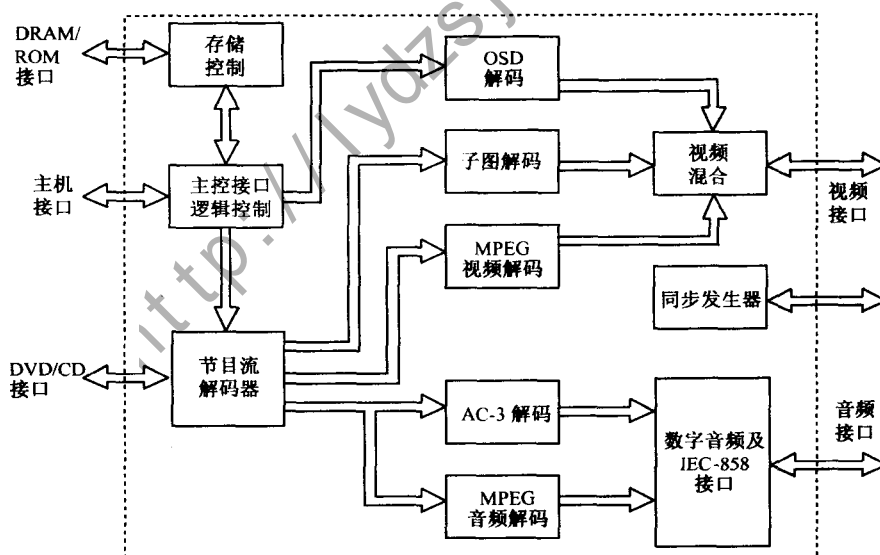 DRAM/
ROM
接口
存储
控制
OSD
解码
主机
接口
主控接口
逻辑控制
子图解码
视频
混合
视频
接口
MPEG
视频解码
同步发生器
DVD/CD
接口
节目流
解码器
AC-3 解码
数字音频及
IEC-858
接口
音频
接口
MPEG
音频解码
http://lydzsj